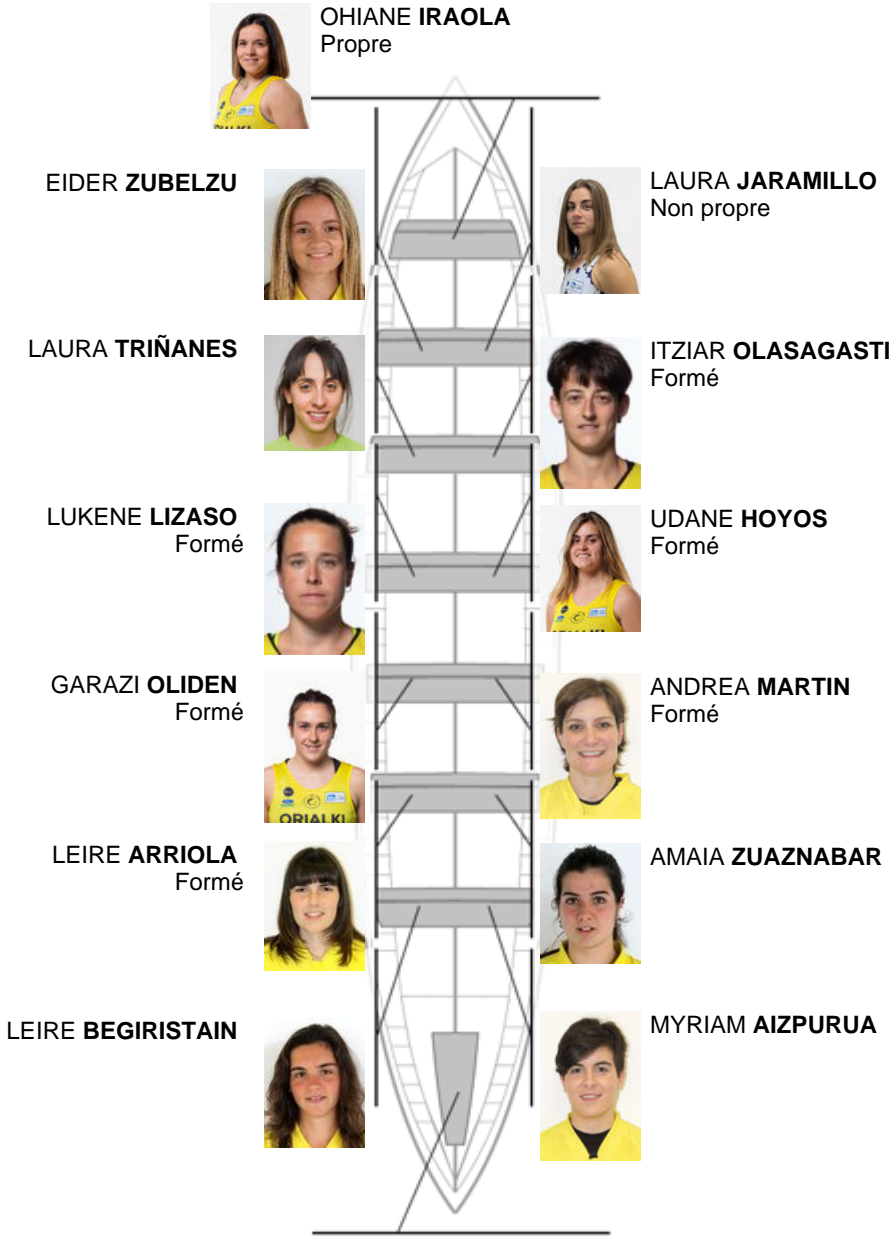 OHIANE IRAOLA
Propre
EIDER ZUBELZU
LAURA JARAMILLO
Non propre
LAURA TRIÑANES
ITZIAR OLASAGASTI
Formé
LUKENE LIZASO
Formé
UDANE HOYOS
Formé
GARAZI OLIDEN
Formé
ANDREA MARTIN
Formé
ORIALKI
LEIRE ARRIOLA
Formé
AMAIA ZUAZNABAR
LEIRE BEGIRISTAIN
MYRIAM AIZPURUA